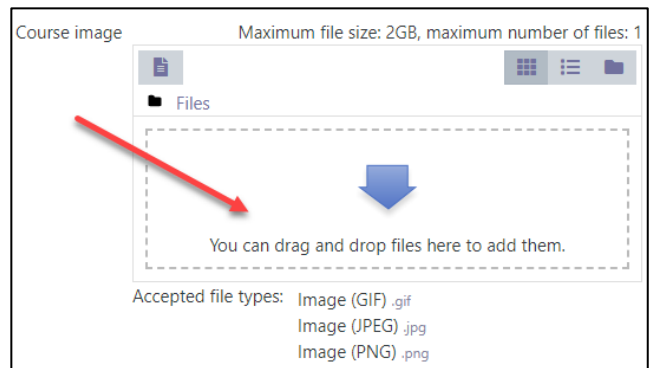 Course image
Maximum file size: 2GB, maximum number of files: 1
Files
You can drag and drop files here to add them.
Accepted file types:
Image (GIF) .gif
Image (JPEG) .jpg
Image (PNG) .png